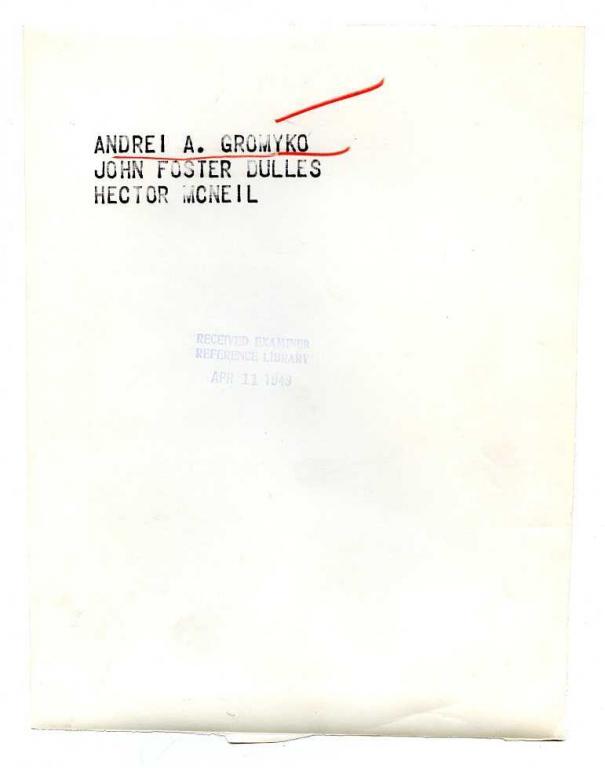 ANDREI A. GROMYKO
JOHN FOSTER DULLES
HECTOR MCNEIL
RECEIVED EXAMINER
REFERENCE LIBRARY
APR 11 1949